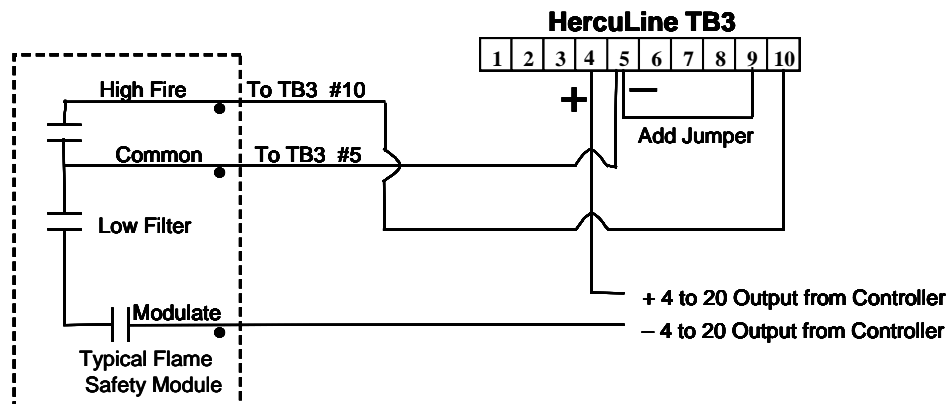 HercuLine TB3
1 2 3 4 5 6 7 8 9 10
High Fire
To TB3 #10
+
−
Add Jumper
Common
To TB3 #5
Low Filter
+ 4 to 20 Output from Controller
Modulate
− 4 to 20 Output from Controller
Typical Flame
Safety Module